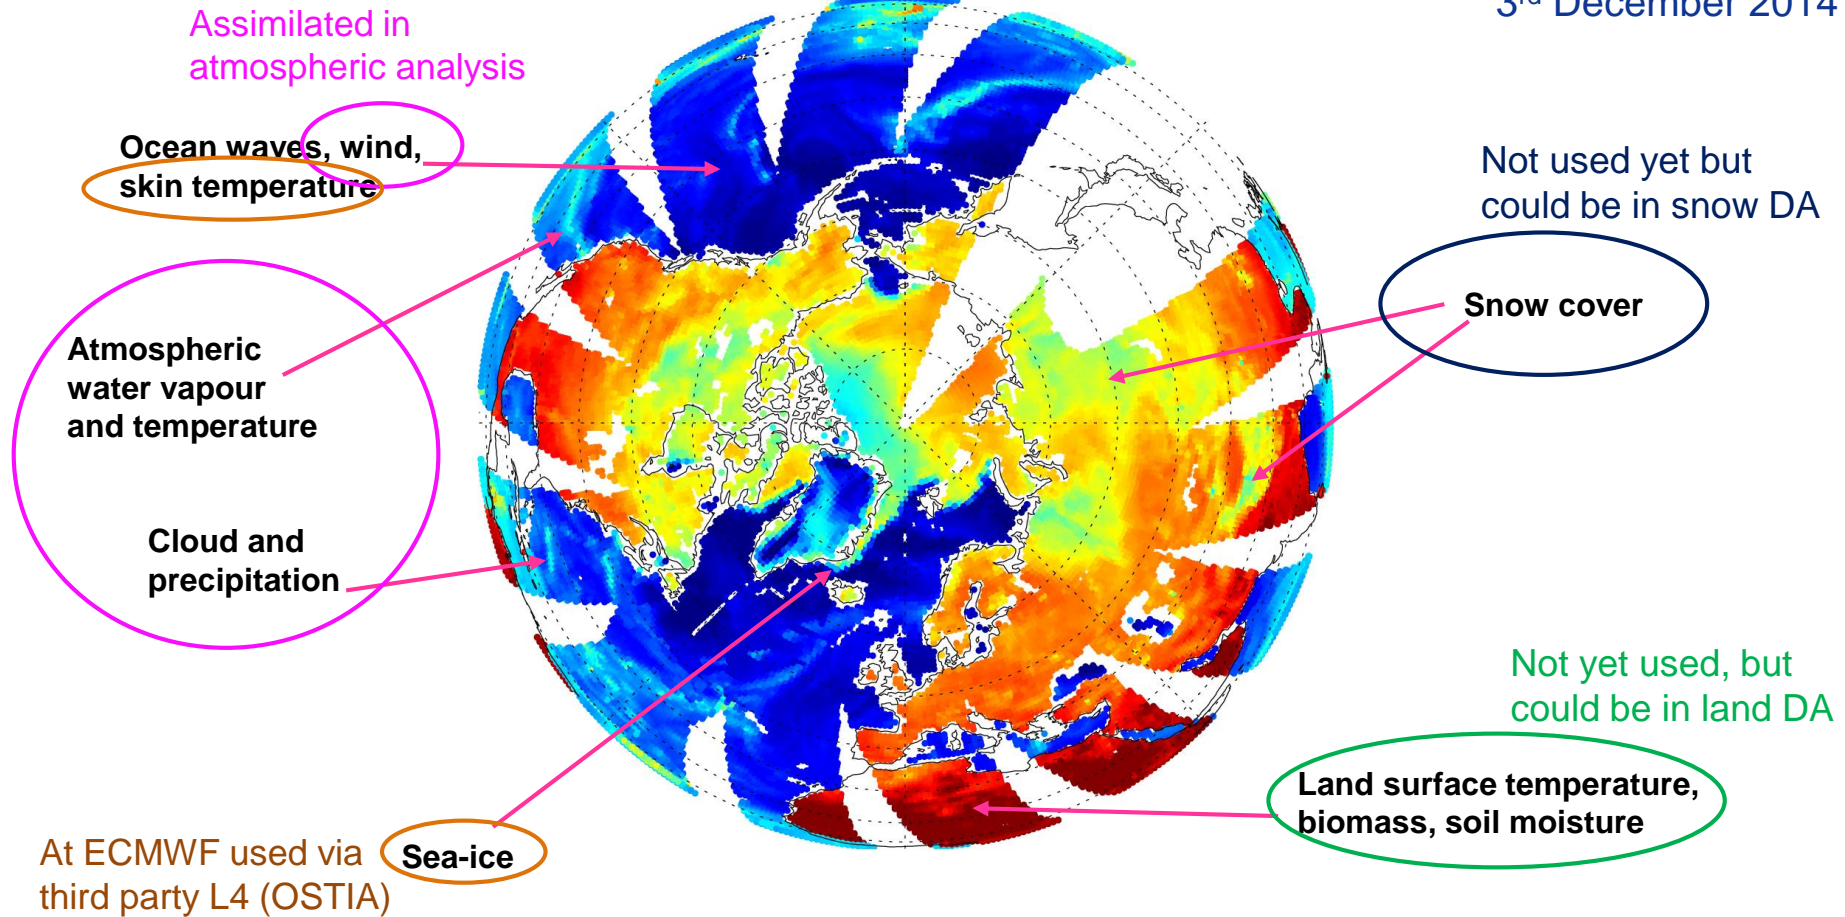 3rd December 2014
Assimilated in
atmospheric analysis
Ocean waves, wind,
skin temperature
Not used yet but
could be in snow DA
Snow cover
Atmospheric
water vapour
and temperature
Cloud and
precipitation
Not yet used, but
could be in land DA
Land surface temperature,
biomass, soil moisture
At ECMWF used via
third party L4 (OSTIA)
Sea-ice